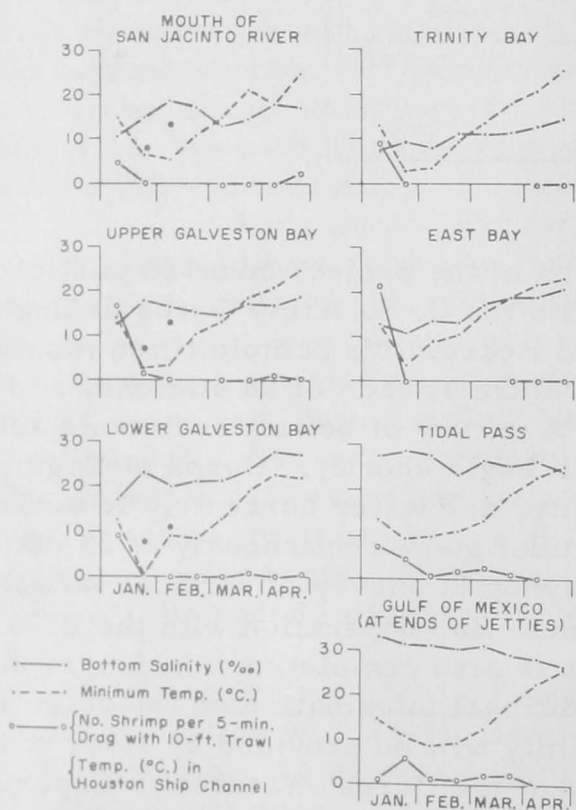 MOUTH OF
SAN JACINTO RIVER
TRINITY BAY
30
20
10
0
UPPER GALVESTON BAY
EAST BAY
30
20
10
0
LOWER GALVESTON BAY
TIDAL PASS
30
20
10
0
JAN. FEB. MAR. APR.
GULF OF MEXICO
(AT ENDS OF JETTIES)
30
20
10
0
JAN. FEB. MAR. APR.
Bottom Salinity (‰)
Minimum Temp. (°C.)
No. Shrimp per 5-min.
Drag with 10-ft. Trawl
Temp. (°C.) in
Houston Ship Channel